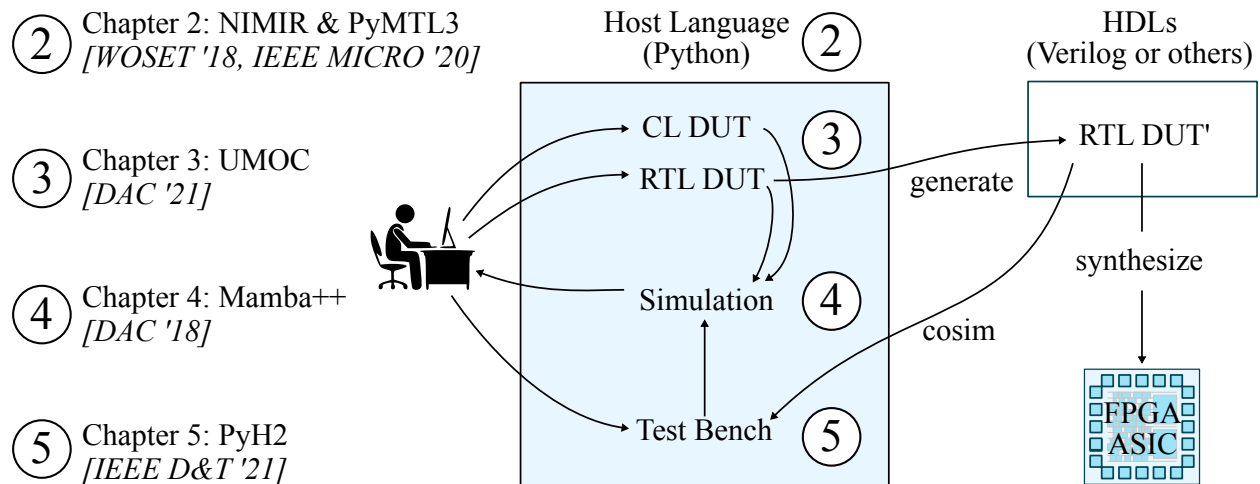 2
Chapter 2: NIMIR & PyMTL3
[WOSET '18, IEEE MICRO '20]
3
Chapter 3: UMOC
[DAC '21]
4
Chapter 4: Mamba++
[DAC '18]
5
Chapter 5: PyH2
[IEEE D&T '21]
Host Language
(Python)
2
CL DUT
3
RTL DUT
Simulation
4
Test Bench
5
generate
cosim
HDLs
(Verilog or others)
RTL DUT'
synthesize
FPGA
ASIC